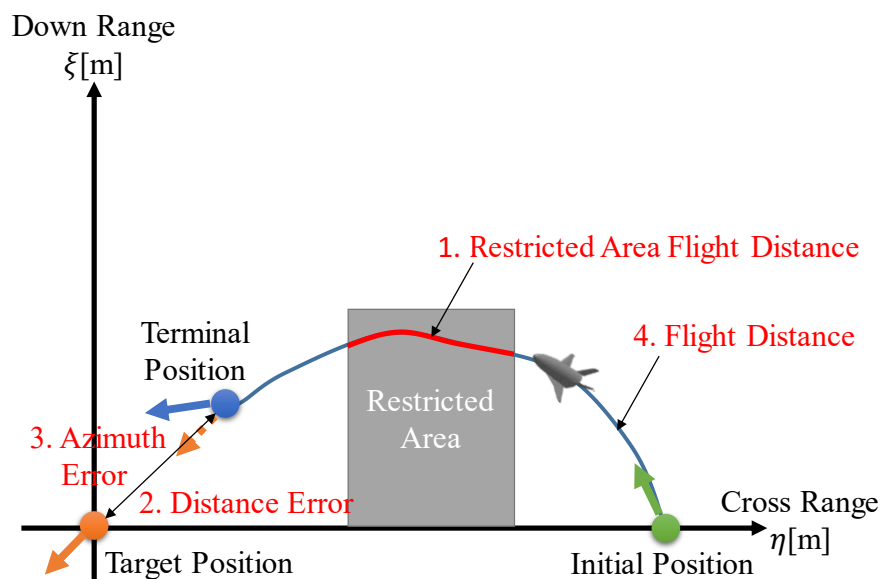 Down Range
ξ[m]
1. Restricted Area Flight Distance
Terminal
Position
4. Flight Distance
Restricted
Area
3. Azimuth
Error
2. Distance Error
Cross Range
η[m]
Target Position
Initial Position